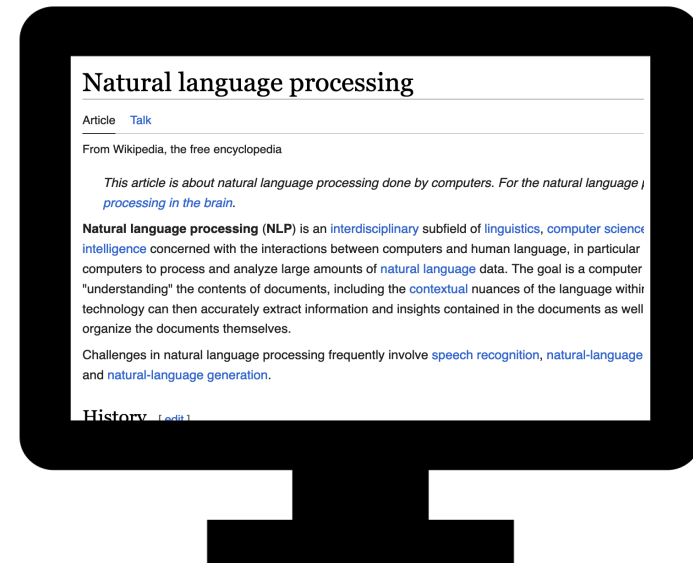 Natural language processing
Article Talk
From Wikipedia, the free encyclopedia
This article is about natural language processing done by computers. For the natural language
processing in the brain.
Natural language processing (NLP) is an interdisciplinary subfield of linguistics, computer science
intelligence concerned with the interactions between computers and human language, in particular
computers to process and analyze large amounts of natural language data. The goal is a computer
"understanding" the contents of documents, including the contextual nuances of the language within
technology can then accurately extract information and insights contained in the documents as well
organize the documents themselves.
Challenges in natural language processing frequently involve speech recognition, natural-language
and natural-language generation.
History [ edit ]